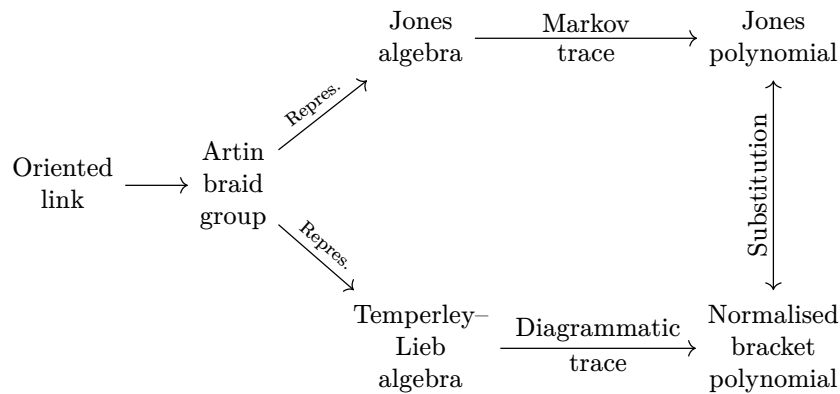 Jones
algebra
Markov
trace
Jones
polynomial
Repres.
Oriented
link
Artin
braid
group
Substitution
Repres.
Temperley–
Lieb
algebra
Diagrammatic
trace
Normalised
bracket
polynomial